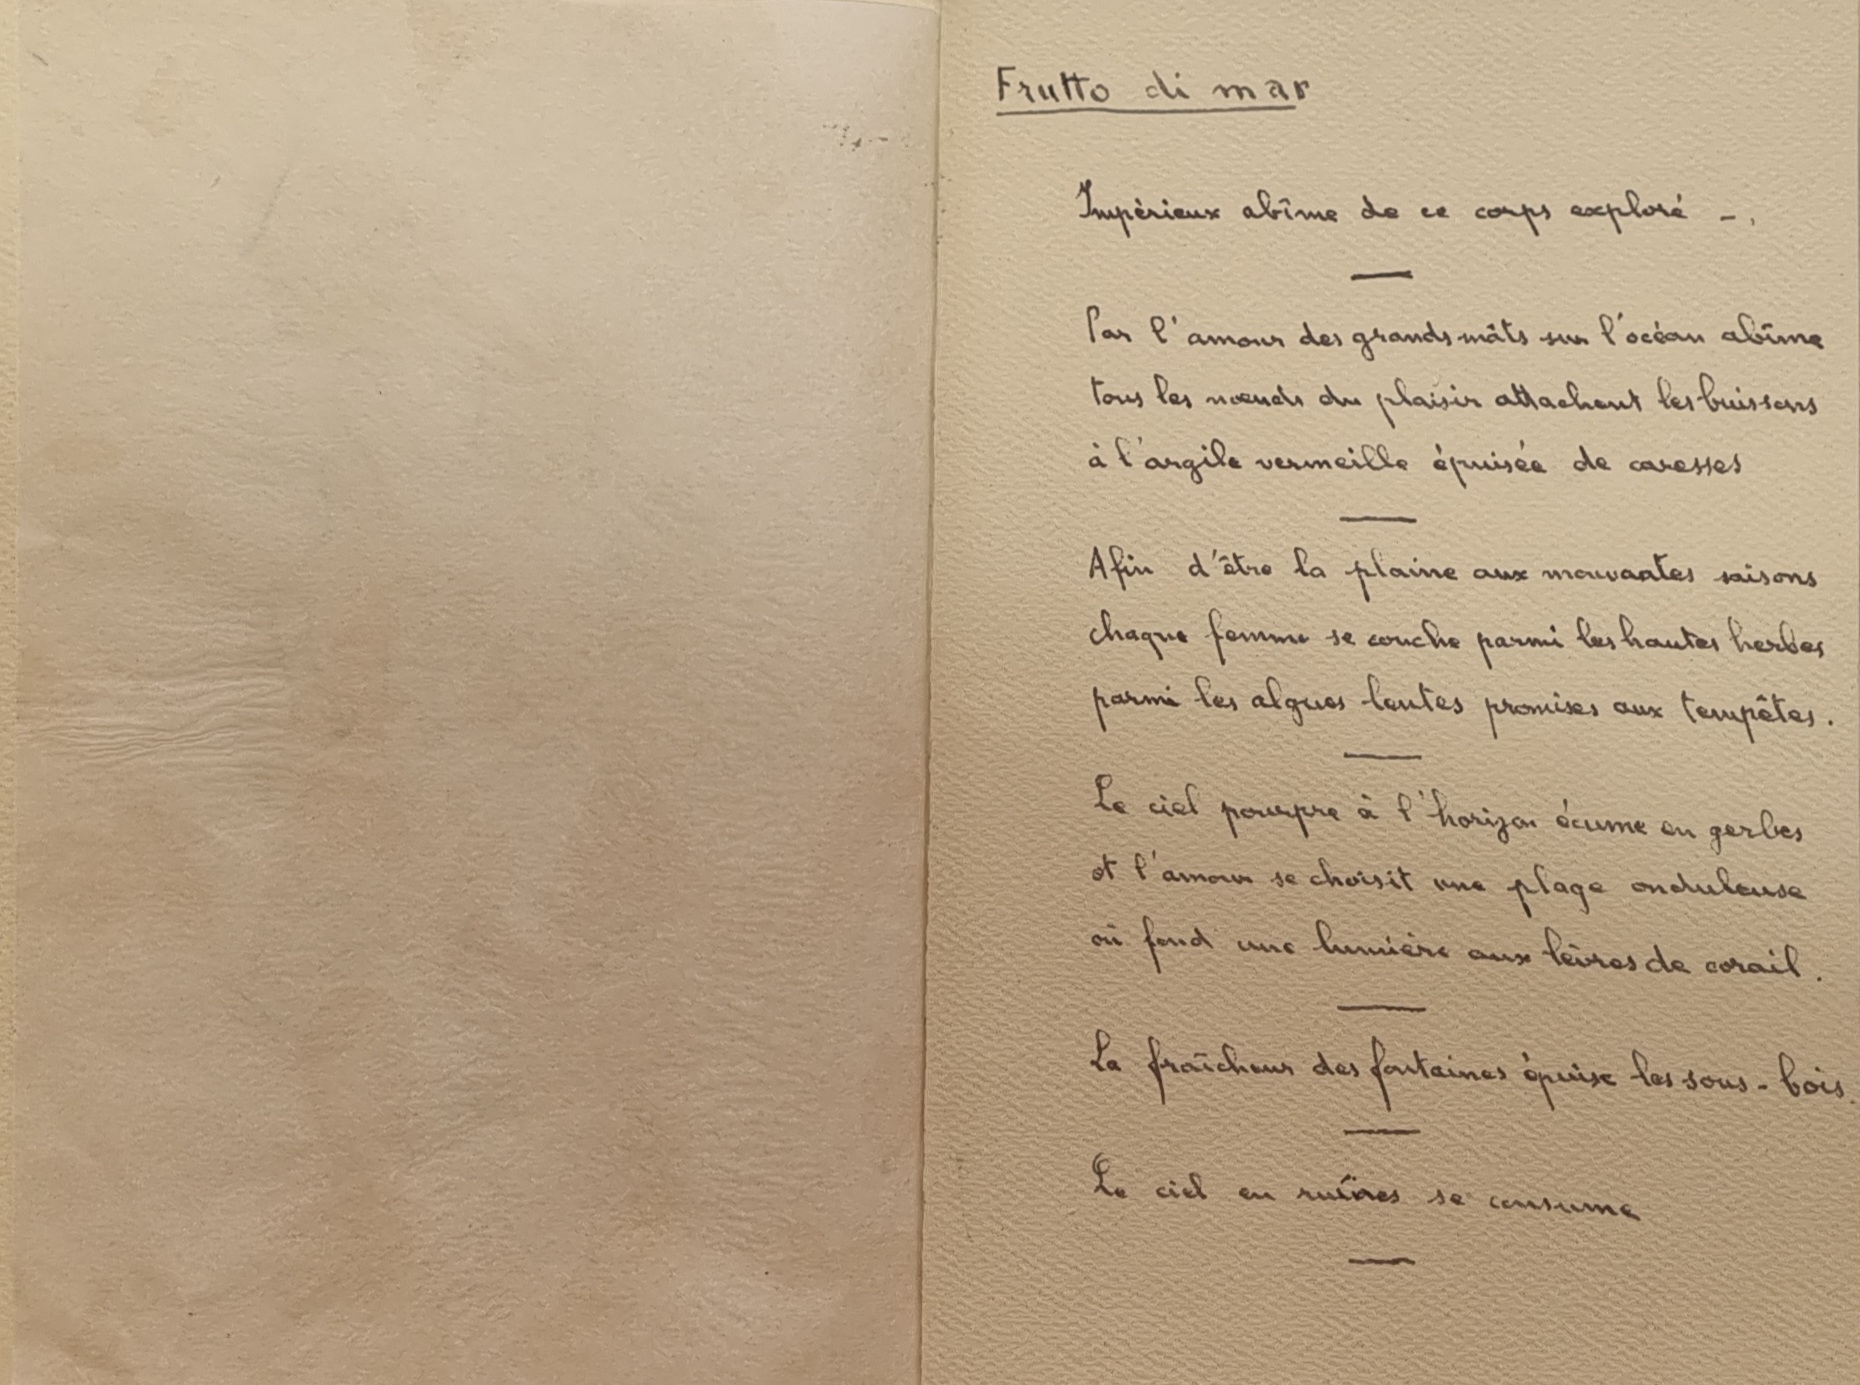 Frutto di mar
Impérieux abîme de ce corps exploré - .
Par l'amour des grands mâts sur l'océan abîme
tous les nœuds du plaisir attachent les buissons
à l'argile vermeille épuisée de caresses
Afin d'être la plaine aux mouvantes saisons
chaque femme se couche parmi les hautes herbes
parmi les algues lentes promises aux tempêtes.
Le ciel pourpre à l'horizon écume en gerbes
et l'amour se choisit une plage onduleuse
où fond une lumière aux lèvres de corail.
La fraîcheur des fontaines épuise les sous-bois.
Le ciel en ruines se consume